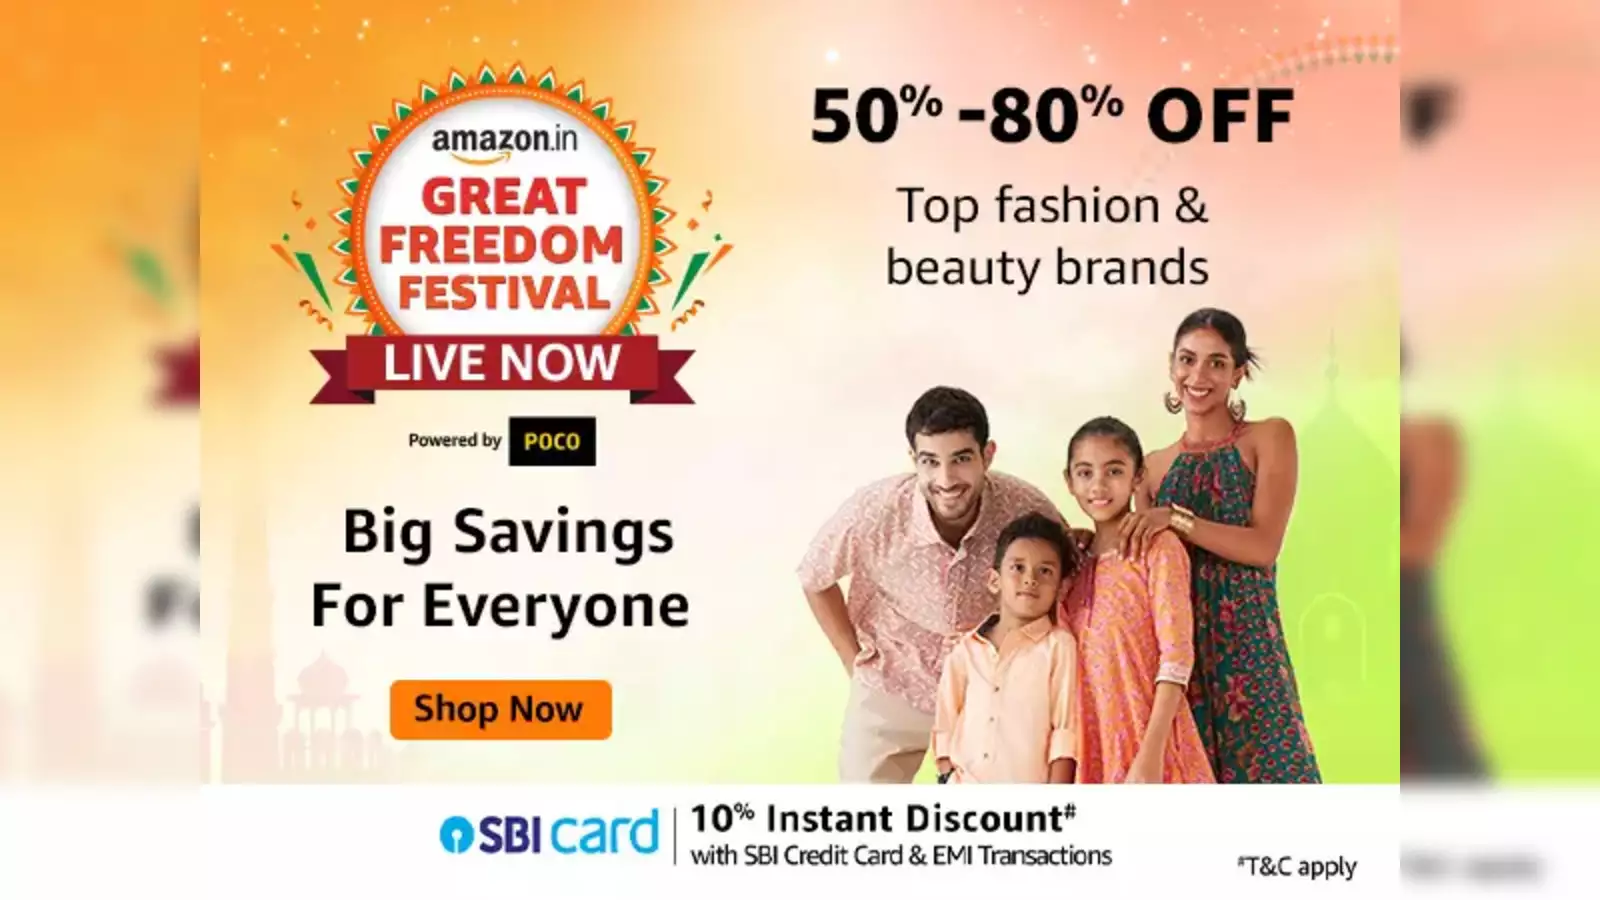 amazon.in
GREAT
FREEDOM
FESTIVAL
LIVE NOW
Powered by POCO
Big Savings
For Everyone
Shop Now
50% -80% OFF
Top fashion &
beauty brands
SBI card
10% Instant Discount#
with SBI Credit Card & EMI Transactions
#T&C apply